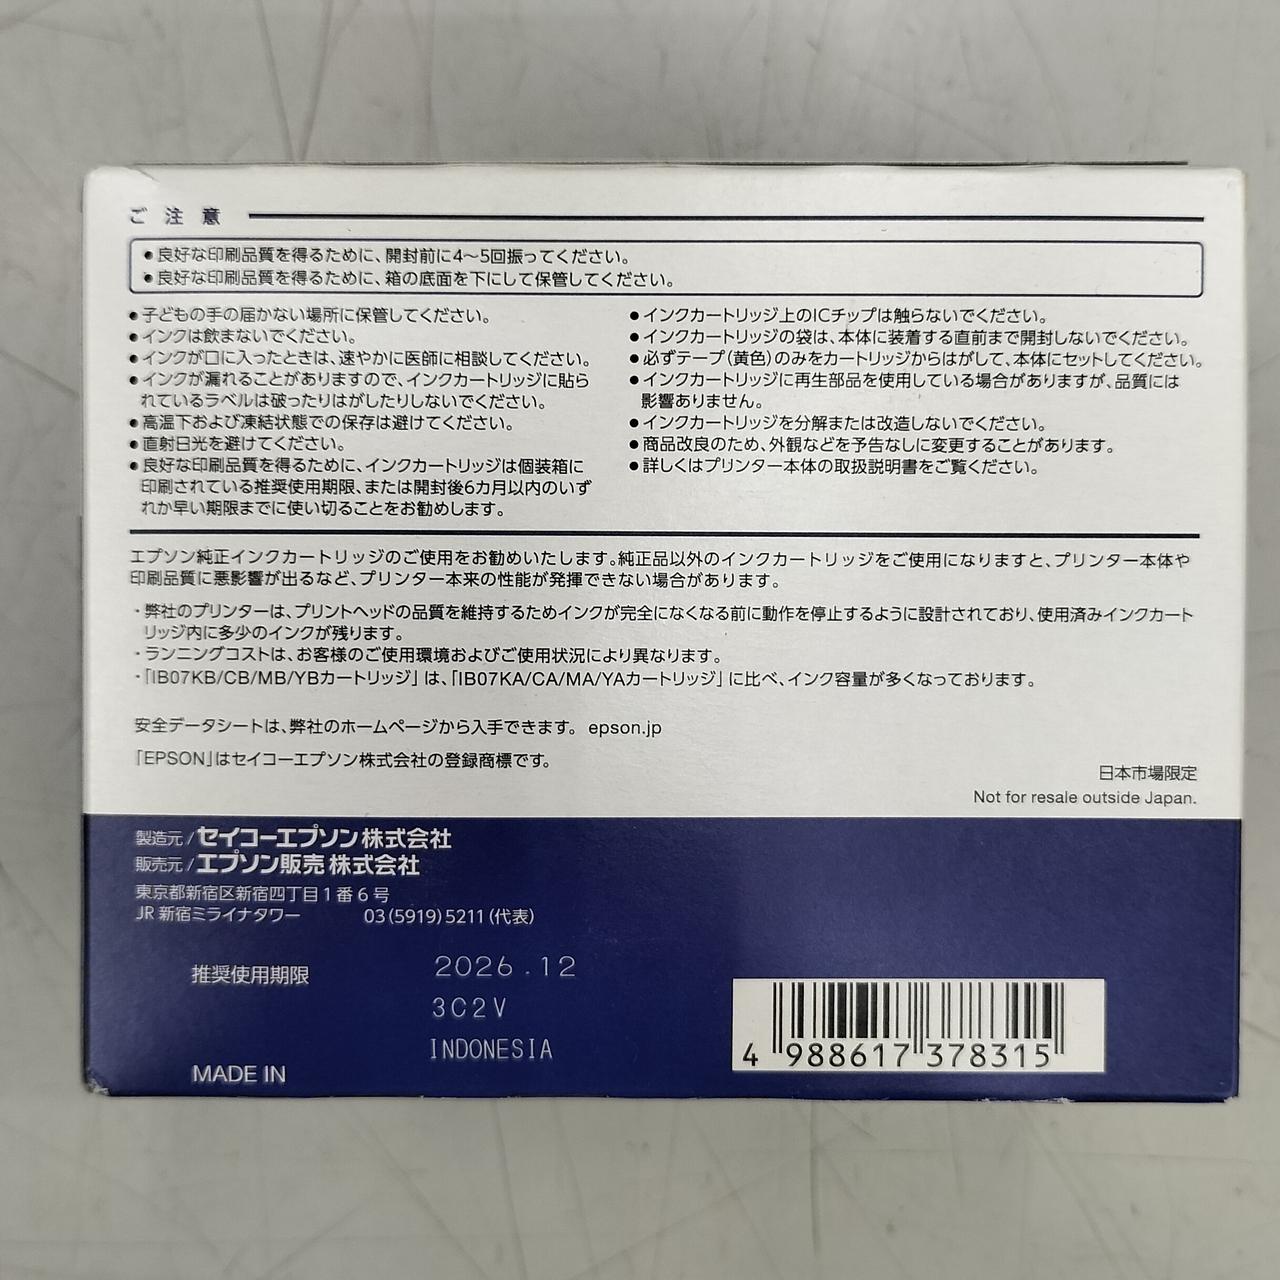 ご注意
●良好な印刷品質を得るために、開封前に4～5回振ってください。
●良好な印刷品質を得るために、箱の底面を下にして保管してください。
●子どもの手の届かない場所に保管してください。
●インクは飲まないでください。
●インクが口に入ったときは、速やかに医師に相談してください。
●インクが漏れることがありますので、インクカートリッジに貼ら
れているラベルは破ったりはがしたりしないでください。
●高温下および凍結状態での保存は避けてください。
●直射日光を避けてください。
●良好な印刷品質を得るために、インクカートリッジは個装箱に
印刷されている推奨使用期限、または開封後6カ月以内のいず
れか早い期限までに使い切ることをお勧めします。
●インクカートリッジ上のICチップは触らないでください。
●インクカートリッジの袋は、本体に装着する直前まで開封しないでください。
●必ずテープ(黄色)のみをカートリッジからはがして、本体にセットしてください。
●インクカートリッジに再生部品を使用している場合がありますが、品質には
影響ありません。
●インクカートリッジを分解または改造しないでください。
●商品改良のため、外観などを予告なしに変更することがあります。
●詳しくはプリンター本体の取扱説明書をご覧ください。
エプソン純正インクカートリッジのご使用をお勧めいたします。純正品以外のインクカートリッジをご使用になりますと、プリンター本体や
印刷品質に悪影響が出るなど、プリンター本来の性能が発揮できない場合があります。
・弊社のプリンターは、プリントヘッドの品質を維持するためインクが完全になくなる前に動作を停止するように設計されており、使用済みインクカート
リッジ内に多少のインクが残ります。
・ランニングコストは、お客様のご使用環境およびご使用状況により異なります。
・「IB07KB/CB/MB/YBカートリッジ」は、「IB07KA/CA/MA/YAカートリッジ」に比べ、インク容量が多くなっております。
安全データシートは、弊社のホームページから入手できます。 epson.jp
「EPSON」はセイコーエプソン株式会社の登録商標です。
日本市場限定
Not for resale outside Japan.
製造元/セイコーエプソン株式会社
販売元/エプソン販売株式会社
東京都新宿区新宿四丁目1番6号
JR新宿ミライナタワー 03(5919)5211(代表)
推奨使用期限 2026.12
3C2V
INDONESIA
MADE IN
4 988617 378315